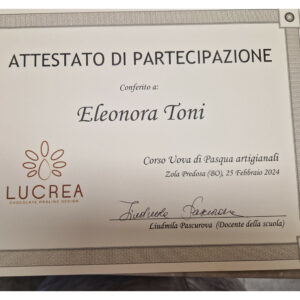 ATTESTATO DI PARTECIPAZIONE
Conferito a:
Eleonora Toni
Corso Uova di Pasqua artigianali
Zola Predosa (BO), 25 Febbraio 2024
LUCREA
CHOCOLATE PRALINE DESIGN
Liudmila Pascurova (Docente della scuola)